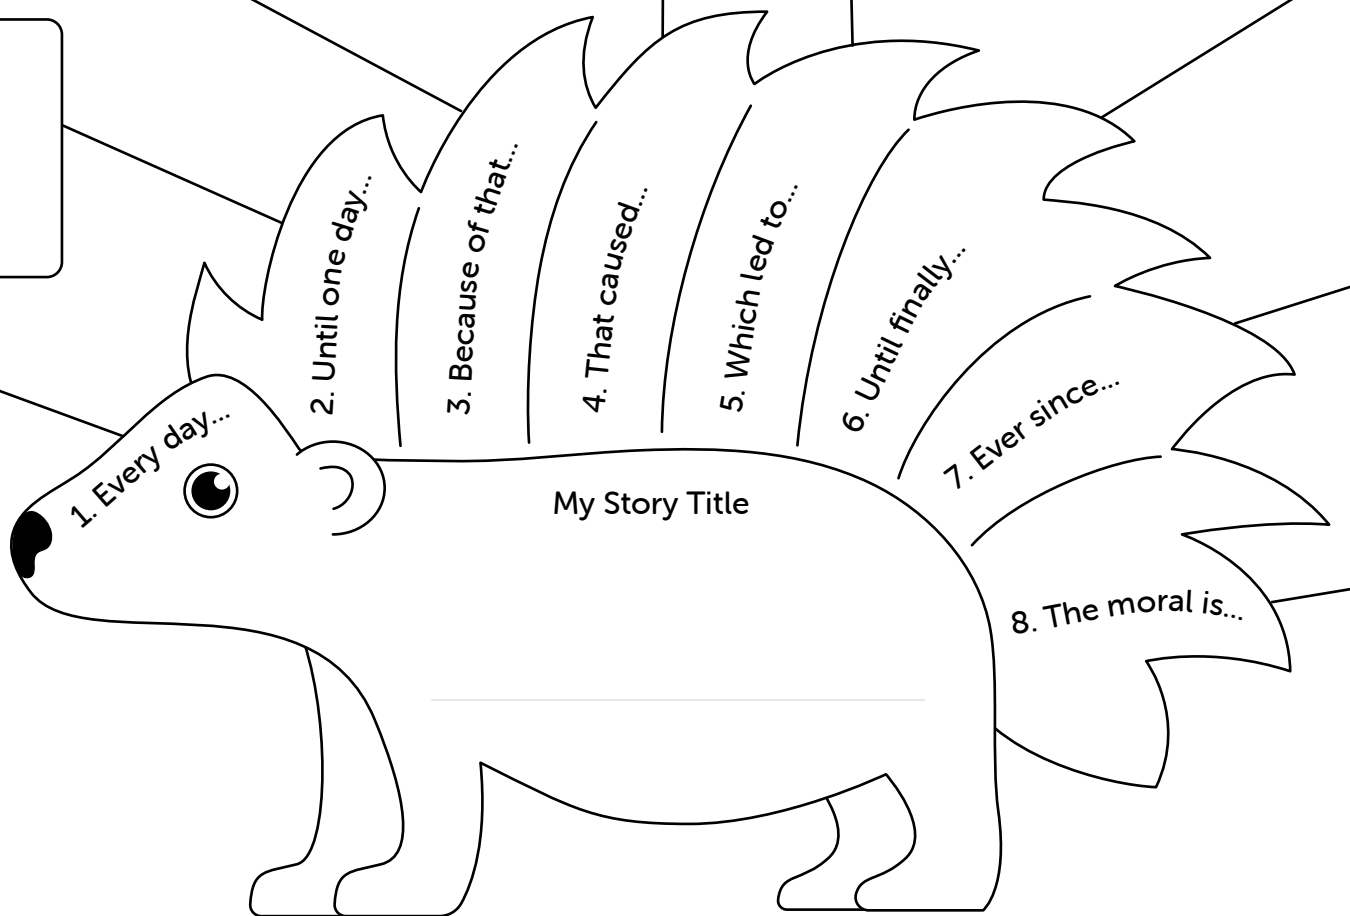 1. Every day...
2. Until one day...
3. Because of that...
4. That caused...
5. Which led to...
6. Until finally...
7. Ever since...
8. The moral is...
My Story Title